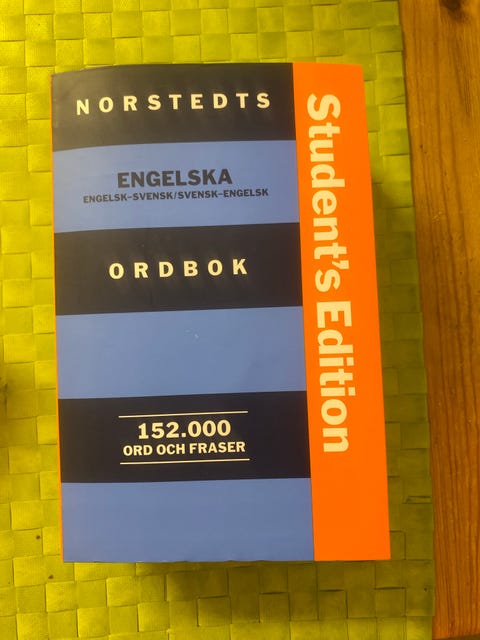 NORSTEDTS
ENGELSKA
ENGELSK–SVENSK/SVENSK–ENGELSK
ORDBOK
152.000
ORD OCH FRASER
Student's Edition